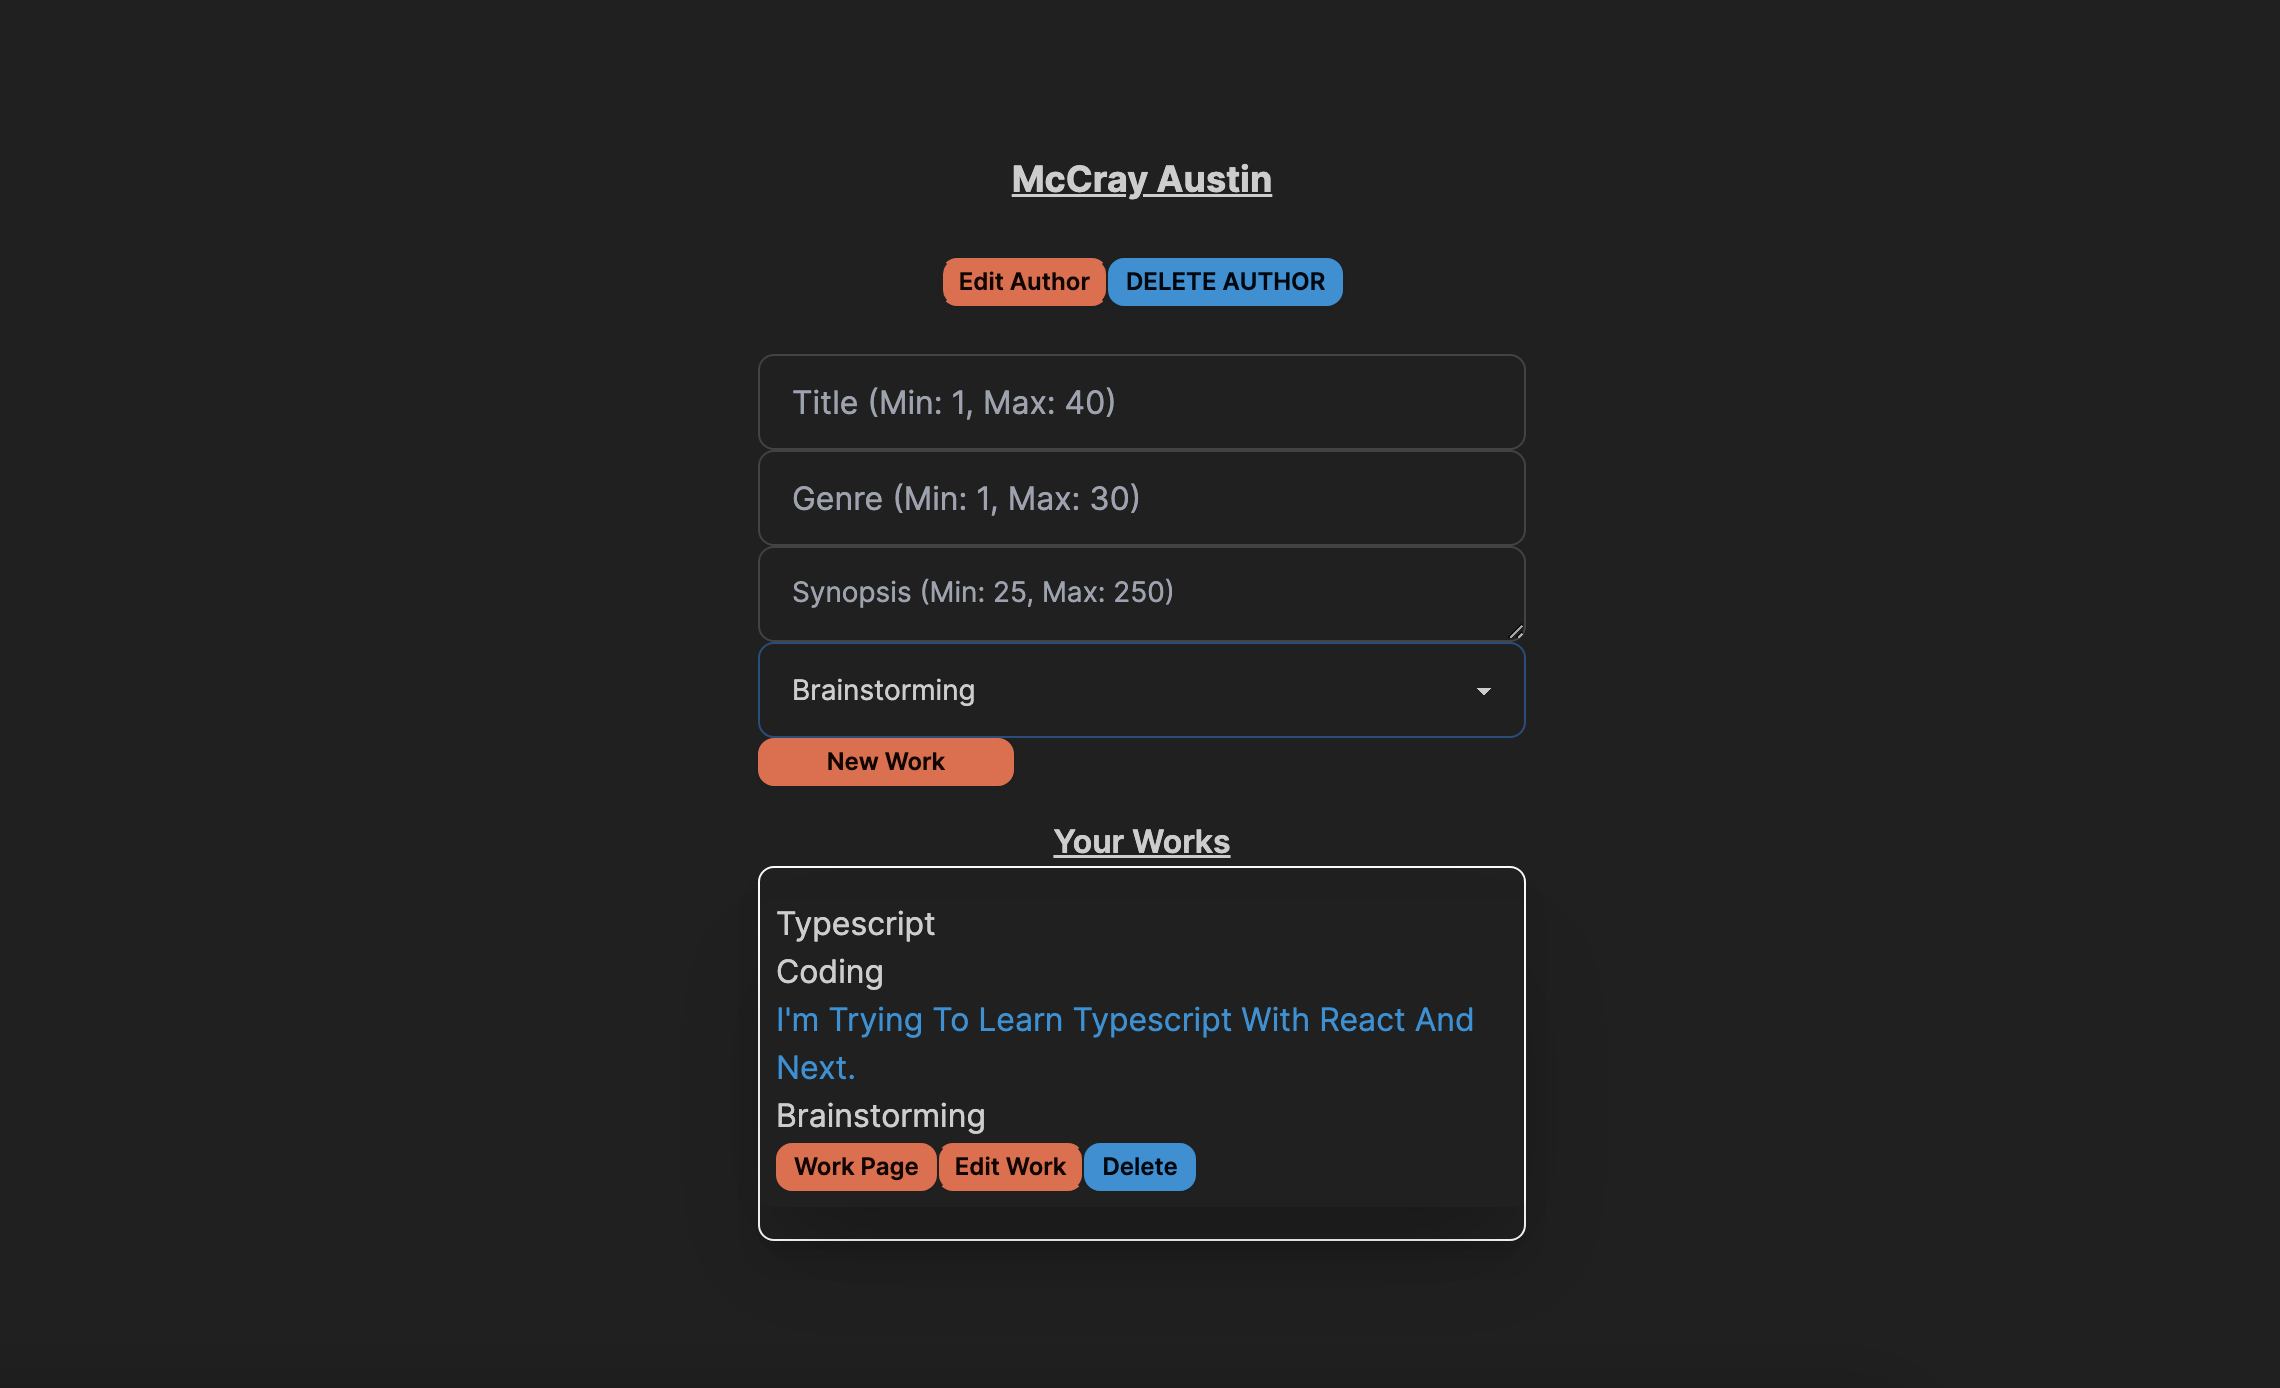 McCray Austin
Edit Author DELETE AUTHOR
Title (Min: 1, Max: 40)
Genre (Min: 1, Max: 30)
Synopsis (Min: 25, Max: 250)
Brainstorming
New Work
Your Works
Typescript
Coding
I'm Trying To Learn Typescript With React And
Next.
Brainstorming
Work Page Edit Work Delete